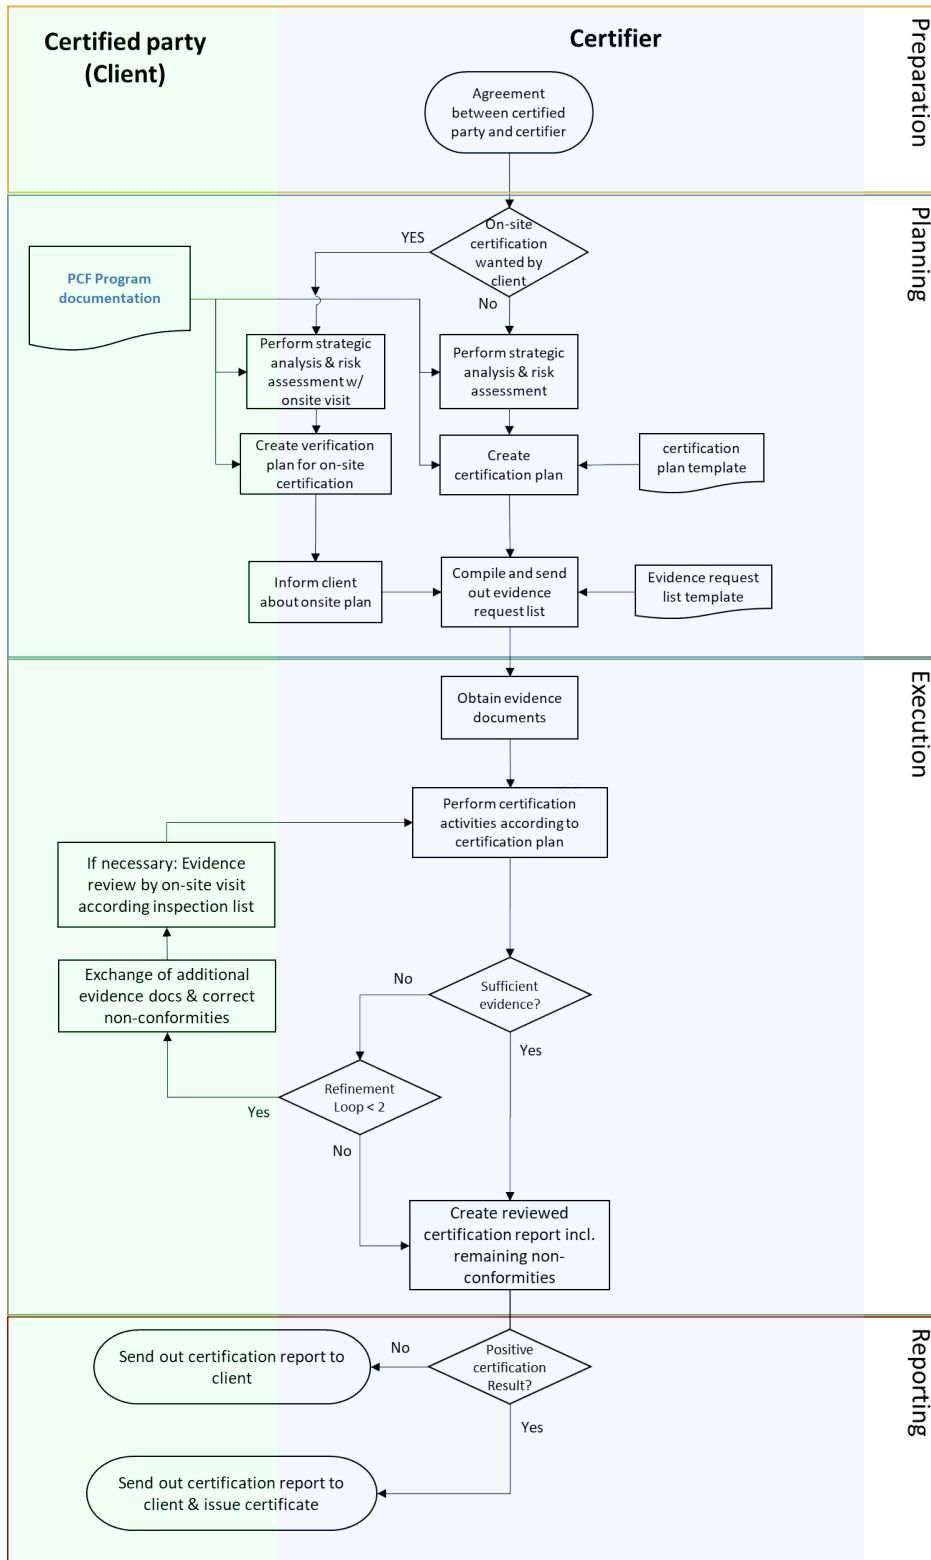 Certified party
(Client)
Certifier
Preparation
Agreement
between certified
party and certifier
Planning
On-site
certification
wanted by
client
YES
No
PCF Program
documentation
Perform strategic
analysis & risk
assessment w/
onsite visit
Perform strategic
analysis & risk
assessment
Create verification
plan for on-site
certification
Create
certification plan
certification
plan template
Inform client
about onsite plan
Compile and send
out evidence
request list
Evidence request
list template
Execution
Obtain evidence
documents
Perform certification
activities according to
certification plan
If necessary: Evidence
review by on-site visit
according inspection list
Exchange of additional
evidence docs & correct
non-conformities
No
Sufficient
evidence?
Yes
Refinement
Loop < 2
Yes
No
Create reviewed
certification report incl.
remaining non-
conformities
Reporting
Send out certification report to
client
No
Positive
certification
Result?
Yes
Send out certification report to
client & issue certificate